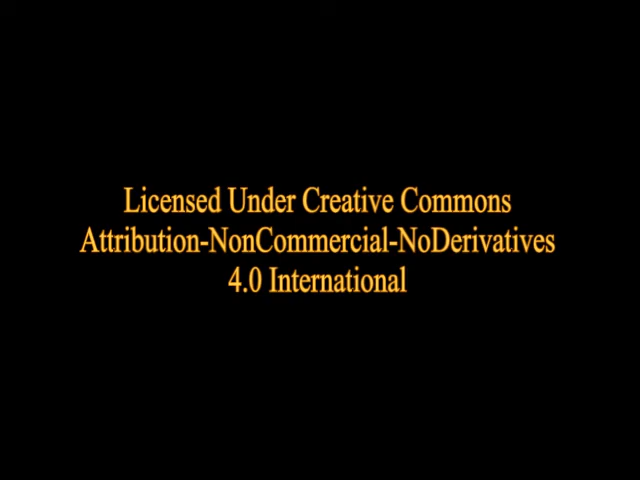 Licensed Under Creative Commons
Attribution-NonCommercial-NoDerivatives
4.0 International